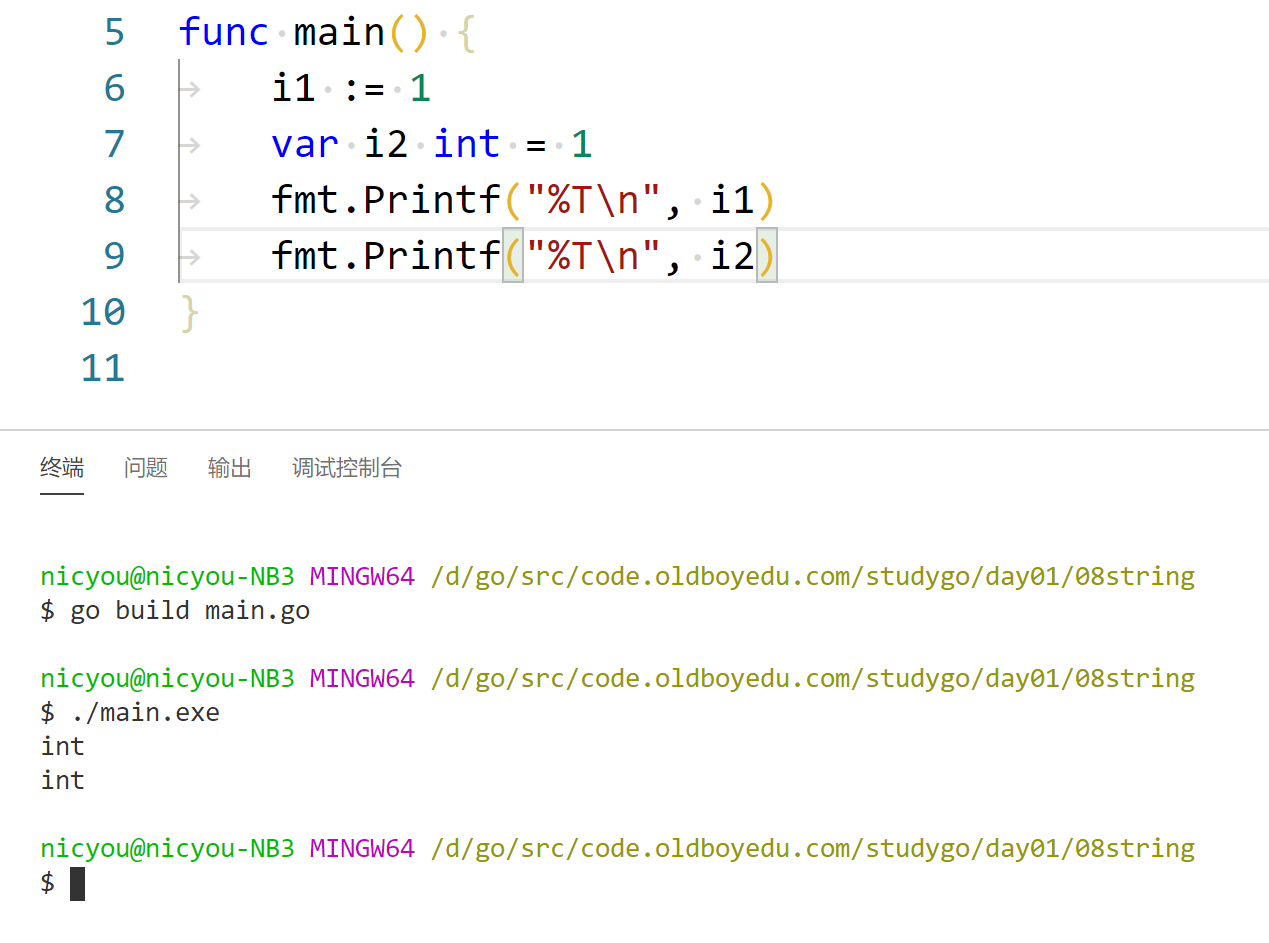 5 func main() {
6 i1 := 1
7 var i2 int = 1
8 fmt.Printf("%T\n", i1)
9 fmt.Printf("%T\n", i2)
10 }
11
终端 问题 输出 调试控制台
nicyou@nicyou-NB3 MINGW64 /d/go/src/code.oldboyedu.com/studygo/day01/08string
$ go build main.go
nicyou@nicyou-NB3 MINGW64 /d/go/src/code.oldboyedu.com/studygo/day01/08string
$ ./main.exe
int
int
nicyou@nicyou-NB3 MINGW64 /d/go/src/code.oldboyedu.com/studygo/day01/08string
$